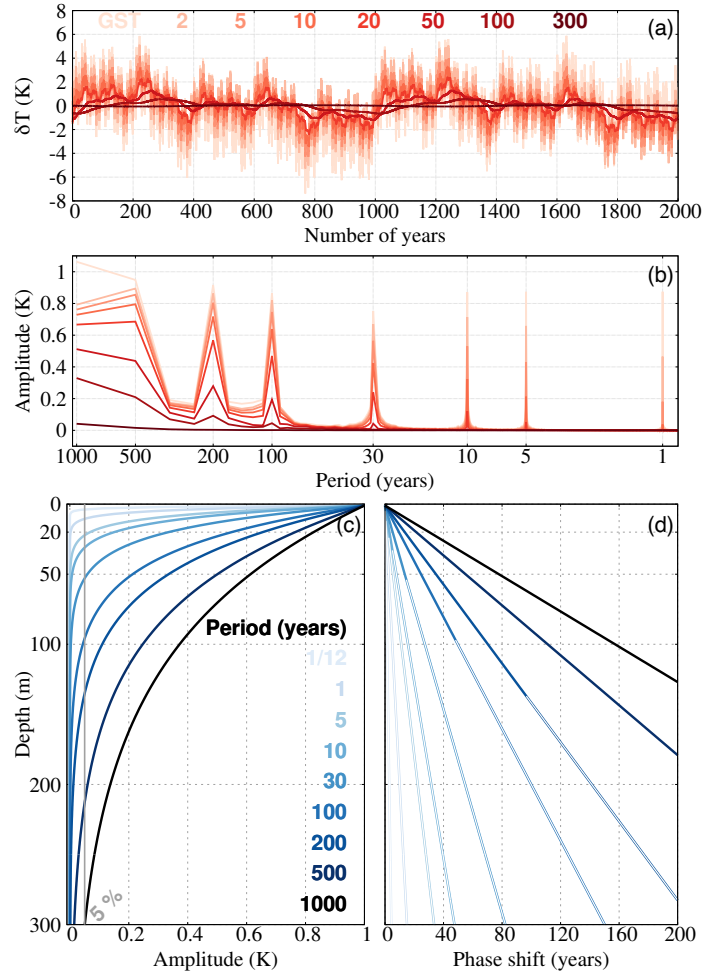 GST 2 5 10 20 50 100 300 (a)
8
6
4
2
0
-2
-4
-6
-8
δT (K)
0 200 400 600 800 1000 1200 1400 1600 1800 2000
Number of years
(b)
1
0.8
0.6
0.4
0.2
0
Amplitude (K)
1000 500 200 100 30 10 5 1
Period (years)
(c)
0
20
50
100
200
300
Depth (m)
Period (years)
1/12
1
5
10
30
100
200
500
1000
5 %
0 0.2 0.4 0.6 0.8 1
Amplitude (K)
(d)
0 40 80 120 160 200
Phase shift (years)